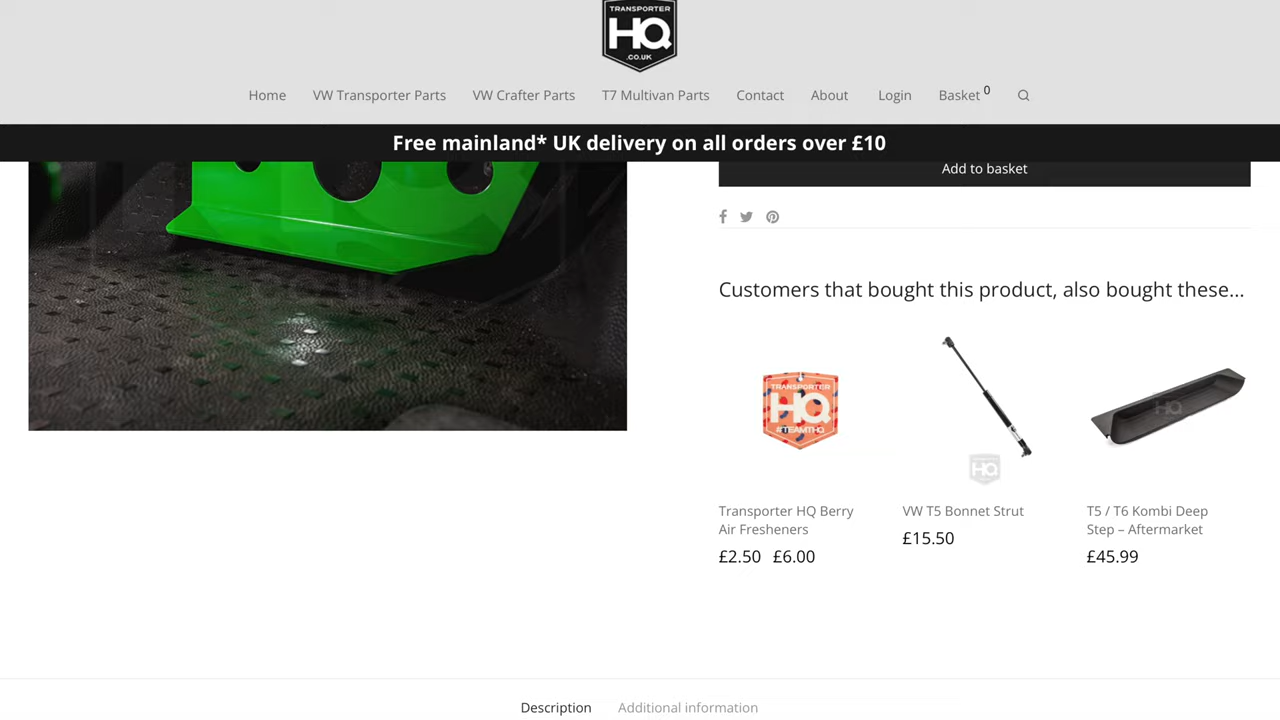 TRANSPORTER
HQ
.CO.UK
Home VW Transporter Parts VW Crafter Parts T7 Multivan Parts Contact About Login Basket 0
Free mainland* UK delivery on all orders over £10
Add to basket
Customers that bought this product, also bought these...
TRANSPORTER
HQ
#TEAMTHQ
HQ
HQ
Transporter HQ Berry
Air Fresheners
£2.50 £6.00
VW T5 Bonnet Strut
£15.50
T5 / T6 Kombi Deep
Step – Aftermarket
£45.99
Description Additional information